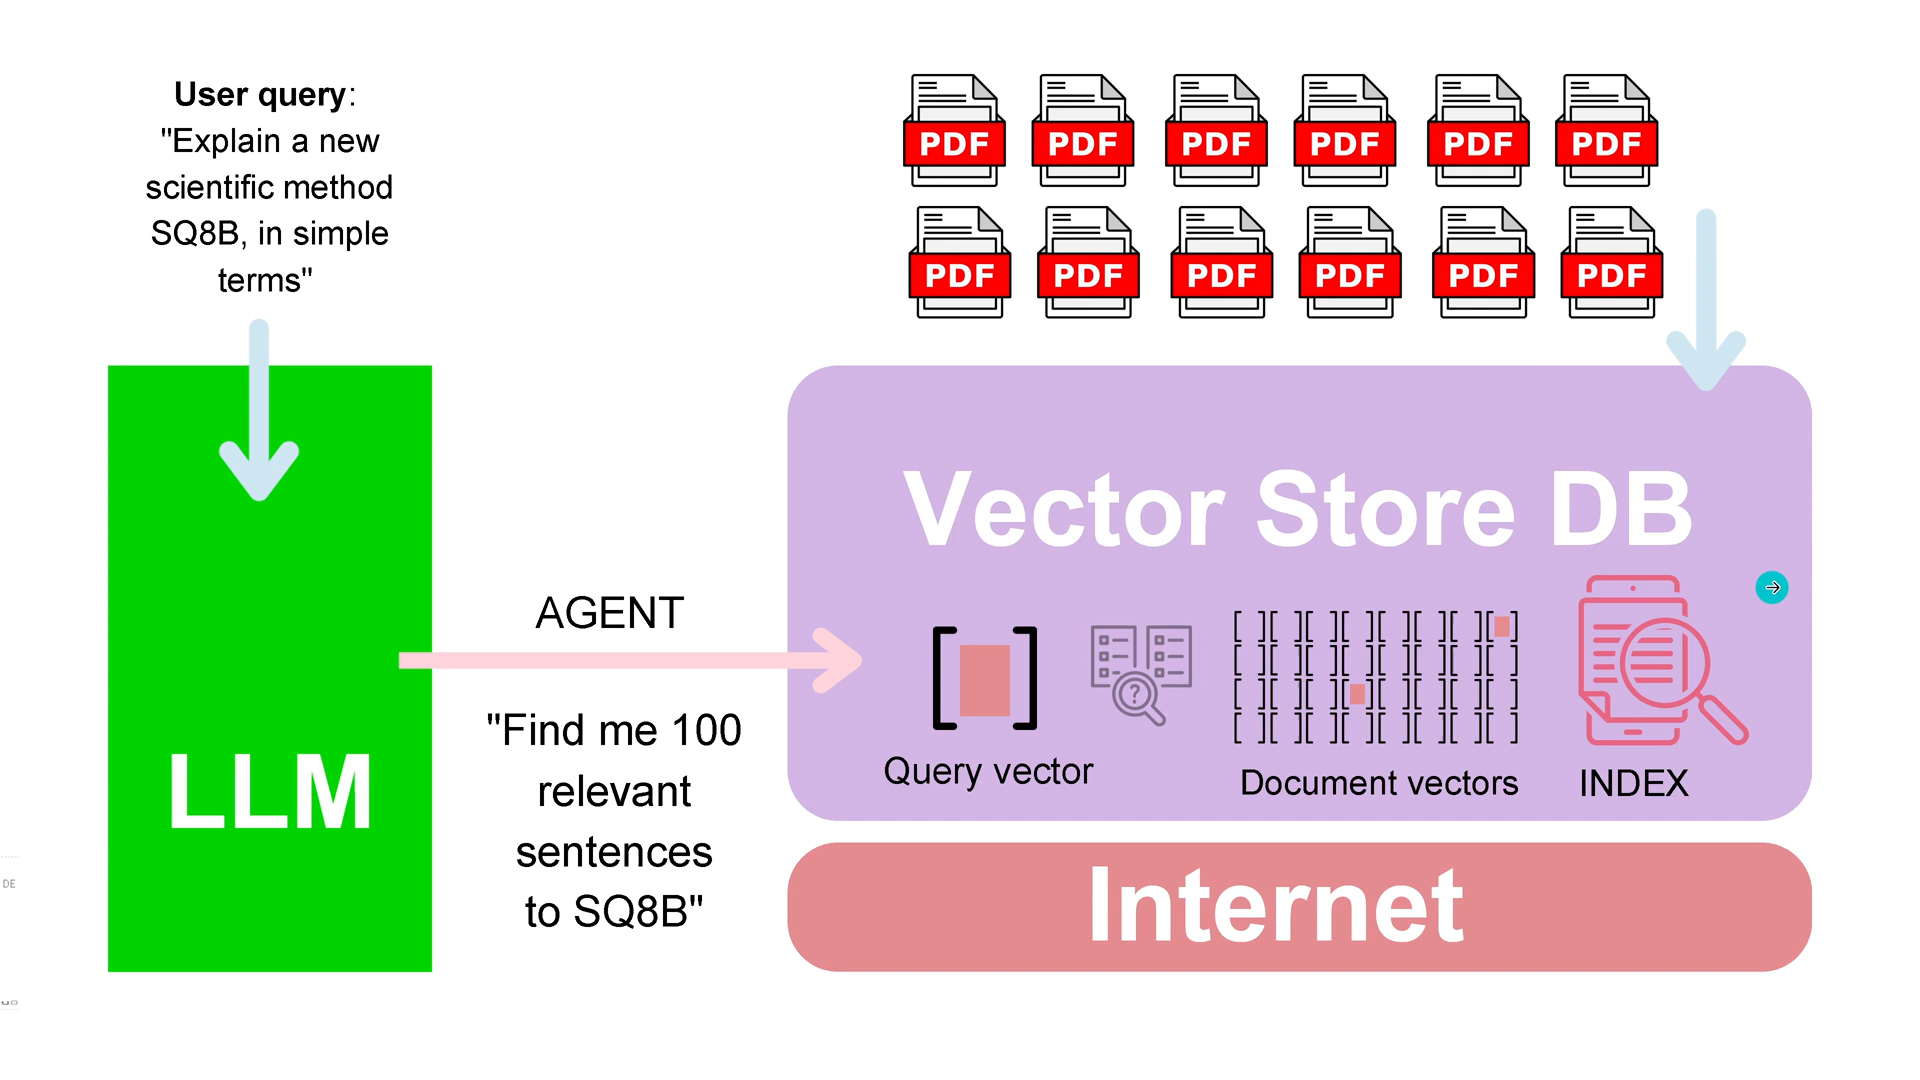 User query:
"Explain a new
scientific method
SQ8B, in simple
terms"
PDF PDF PDF PDF PDF PDF
PDF PDF PDF PDF PDF PDF
LLM
AGENT
"Find me 100
relevant
sentences
to SQ8B"
Vector Store DB
?
Query vector
Document vectors
INDEX
Internet
DE